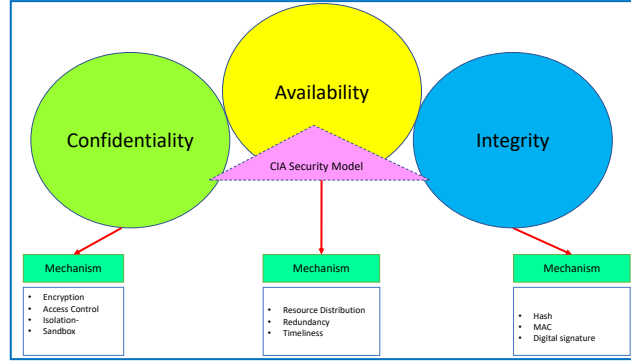 Availability
Confidentiality
Integrity
CIA Security Model
Mechanism
• Encryption
• Access Control
• Isolation-
• Sandbox
Mechanism
• Resource Distribution
• Redundancy
• Timeliness
Mechanism
• Hash
• MAC
• Digital signature